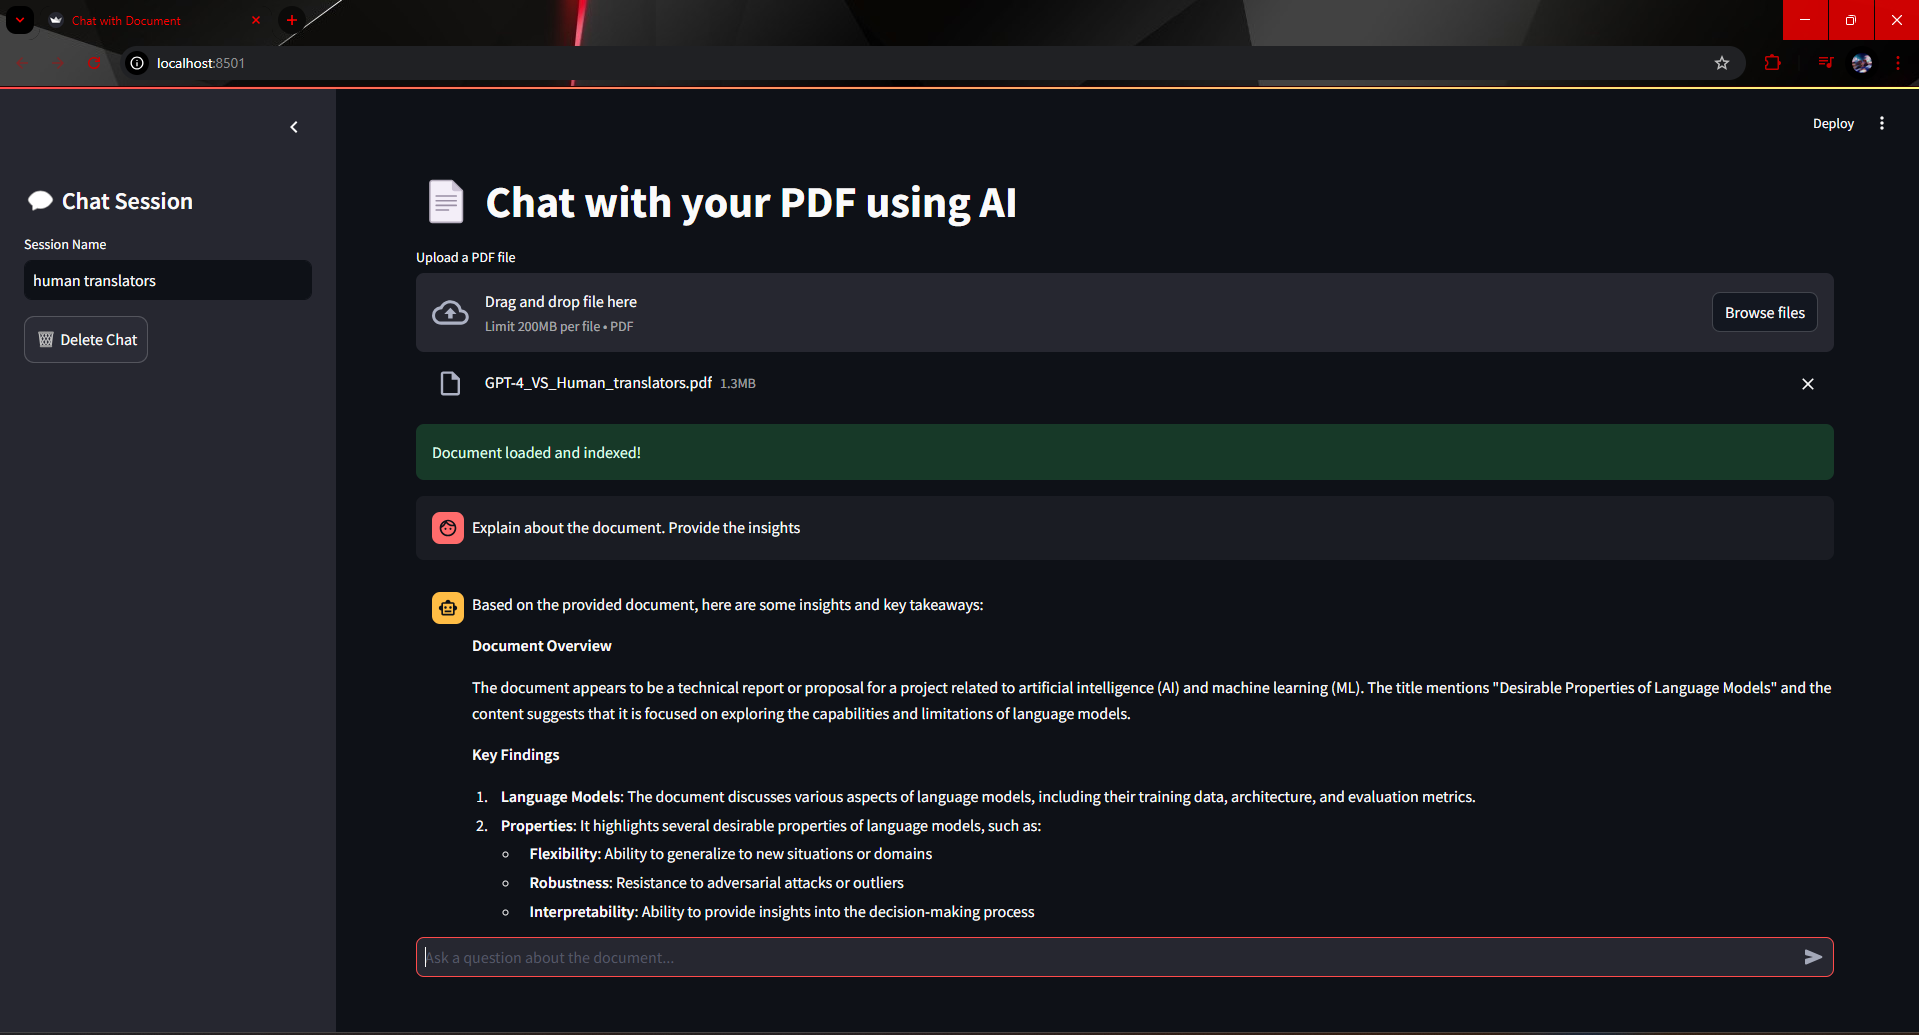 Chat with Document
localhost:8501
Deploy
Chat Session
Session Name
human translators
Delete Chat
Chat with your PDF using AI
Upload a PDF file
Drag and drop file here
Limit 200MB per file • PDF
Browse files
GPT-4_VS_Human_translators.pdf 1.3MB
Document loaded and indexed!
Explain about the document. Provide the insights
Based on the provided document, here are some insights and key takeaways:
Document Overview
The document appears to be a technical report or proposal for a project related to artificial intelligence (AI) and machine learning (ML). The title mentions "Desirable Properties of Language Models" and the
content suggests that it is focused on exploring the capabilities and limitations of language models.
Key Findings
1. Language Models: The document discusses various aspects of language models, including their training data, architecture, and evaluation metrics.
2. Properties: It highlights several desirable properties of language models, such as:
◦ Flexibility: Ability to generalize to new situations or domains
◦ Robustness: Resistance to adversarial attacks or outliers
◦ Interpretability: Ability to provide insights into the decision-making process
Ask a question about the document...